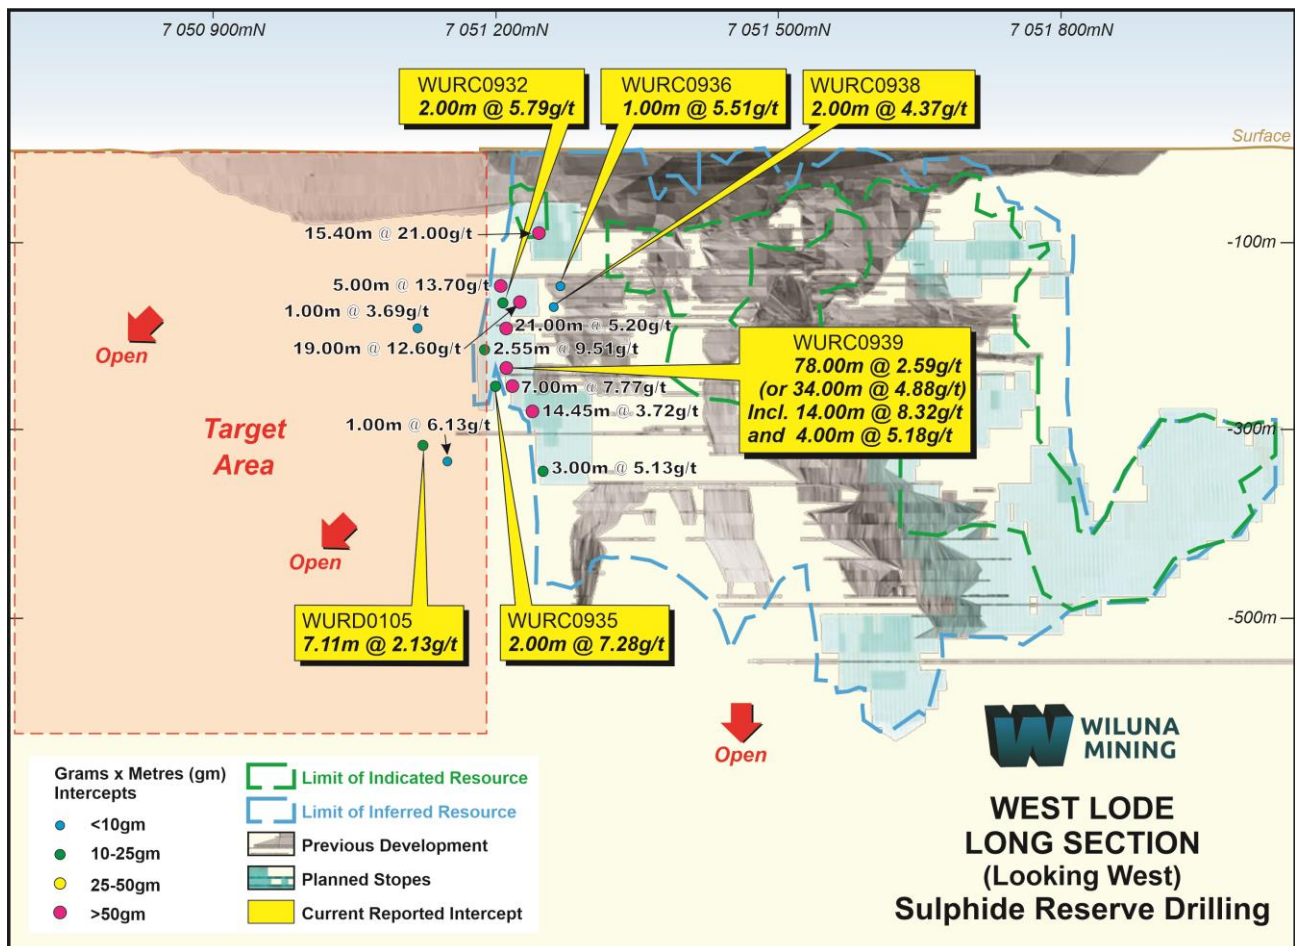 7 050 900mN
7 051 200mN
7 051 500mN
7 051 800mN
WURC0932
2.00m @ 5.79g/t
WURC0936
1.00m @ 5.51g/t
WURC0938
2.00m @ 4.37g/t
Surface
15.40m @ 21.00g/t
-100m
5.00m @ 13.70g/t
1.00m @ 3.69g/t
21.00m @ 5.20g/t
19.00m @ 12.60g/t
2.55m @ 9.51g/t
Open
WURC0939
78.00m @ 2.59g/t
(or 34.00m @ 4.88g/t)
Incl. 14.00m @ 8.32g/t
and 4.00m @ 5.18g/t
7.00m @ 7.77g/t
14.45m @ 3.72g/t
1.00m @ 6.13g/t
Target
Area
-300m
3.00m @ 5.13g/t
Open
WURD0105
7.11m @ 2.13g/t
WURC0935
2.00m @ 7.28g/t
-500m
Open
W WILUNA
MINING
WEST LODE
LONG SECTION
(Looking West)
Sulphide Reserve Drilling
Grams x Metres (gm)
Intercepts
<10gm
10-25gm
25-50gm
>50gm
Limit of Indicated Resource
Limit of Inferred Resource
Previous Development
Planned Stopes
Current Reported Intercept